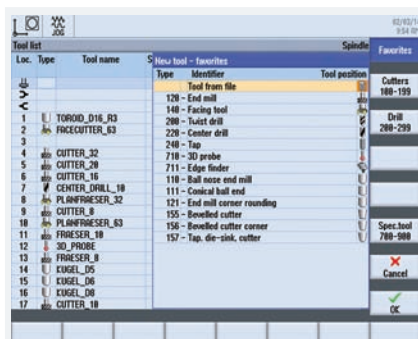 JOG
Tool list
Spindle
Loc. Type Tool name S
1 TOROID_D16_R3
2 FACECUTTER_63
3
4 CUTTER_32
5 CUTTER_20
6 CUTTER_16
7 CENTER_DRILL_10
8 PLANFRAESER_32
9 CUTTER_8
10 PLANFRAESER_63
11 FRAESER_10
12 3D_PROBE
13 FRAESER_8
14 KUGEL_D5
15 KUGEL_D6
16 KUGEL_D8
17 CUTTER_10
New tool - favorites
Type Identifier Tool position
Tool from file
120 - End mill
140 - Facing tool
200 - Twist drill
220 - Center drill
240 - Tap
710 - 3D probe
711 - Edge finder
110 - Ball nose end mill
111 - Conical ball end
121 - End mill corner rounding
155 - Bevelled cutter
156 - Bevelled cutter corner
157 - Tap. die-sink. cutter
Favorites
Cutters
100-199
Drill
200-299
Spec.tool
700-900
Cancel
OK